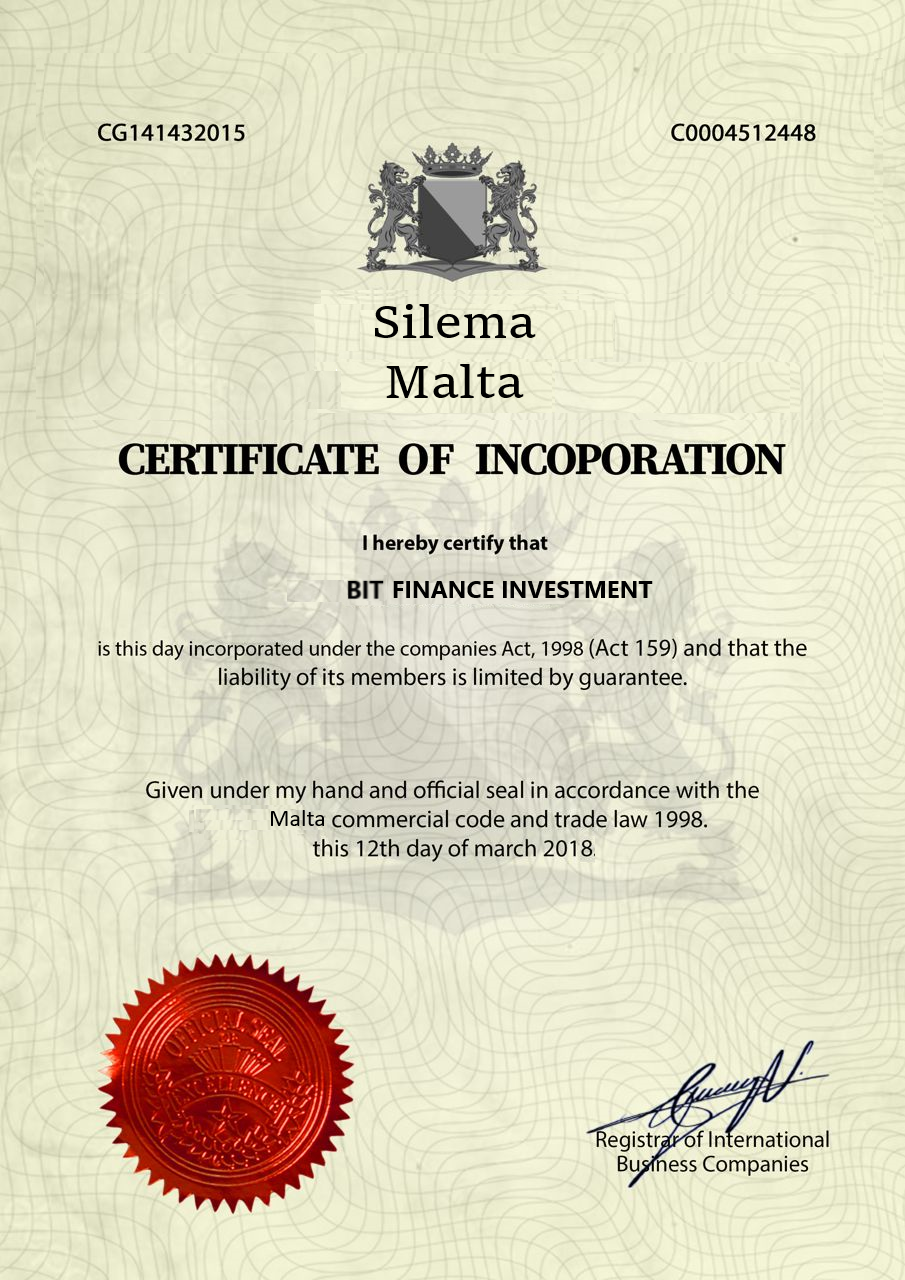 CG141432015
C0004512448
Silema
Malta
CERTIFICATE OF INCOPORATION
I hereby certify that
BIT FINANCE INVESTMENT
is this day incorporated under the companies Act, 1998 (Act 159) and that the
liability of its members is limited by guarantee.
Given under my hand and official seal in accordance with the
Malta commercial code and trade law 1998.
this 12th day of march 2018.
OFFICIAL SEAL
OF
EXCELLENCE
Registrar of International
Business Companies